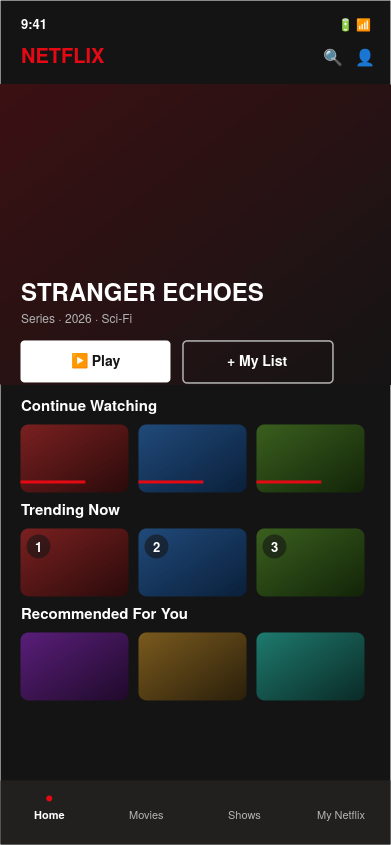 9:41
NETFLIX
STRANGER ECHOES
Series · 2026 · Sci-Fi
▶️ Play
+ My List
Continue Watching
Trending Now
1
2
3
Recommended For You
Home
Movies
Shows
My Netflix